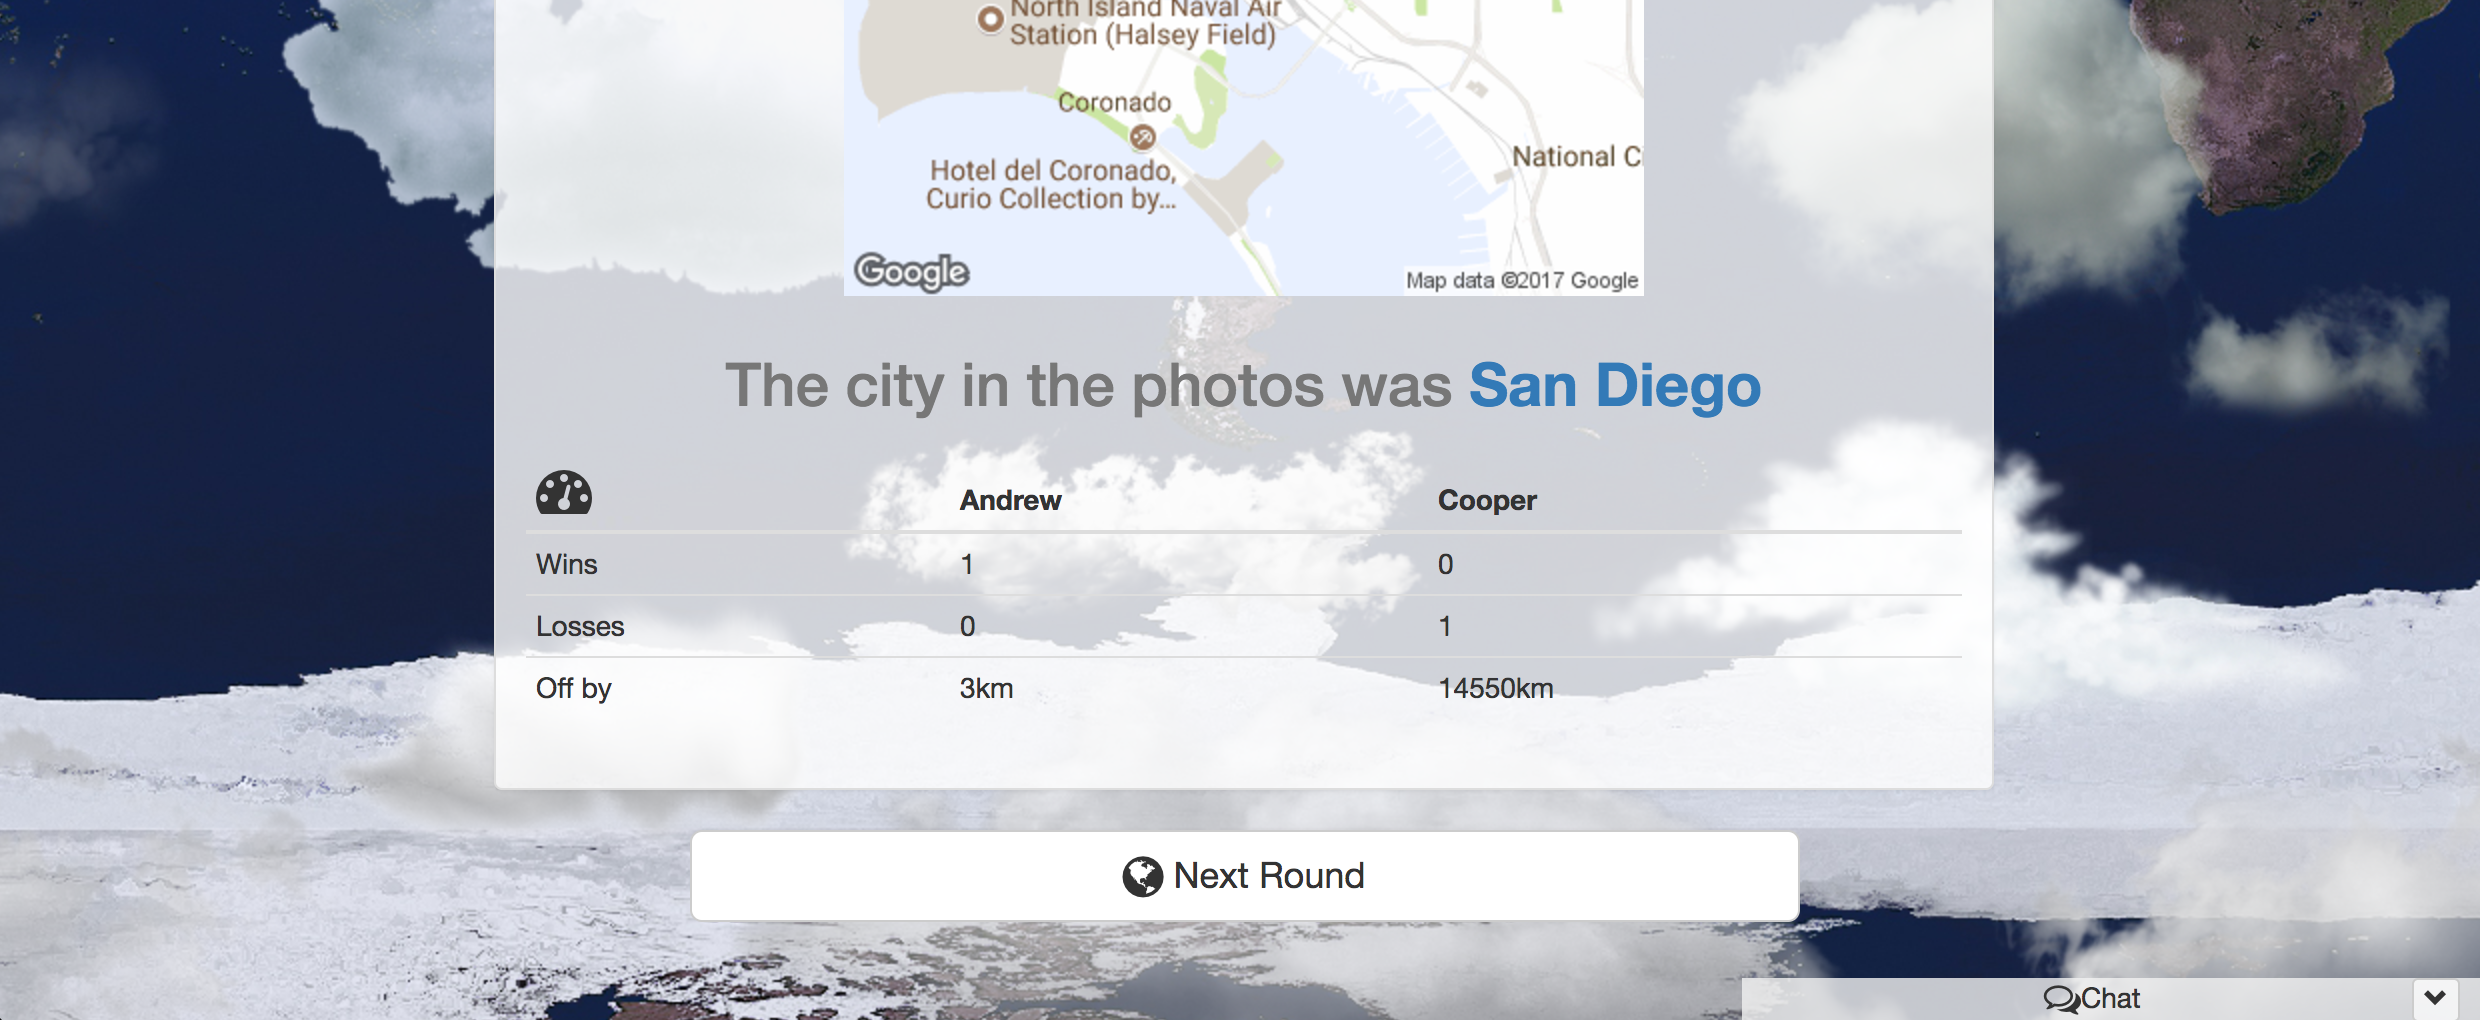 North Island Naval Air
Station (Halsey Field)
Coronado
Hotel del Coronado,
Curio Collection by...
National Ci
Google
Map data ©2017 Google
The city in the photos was San Diego
Andrew Cooper
Wins 1 0
Losses 0 1
Off by 3km 14550km
Next Round
Chat